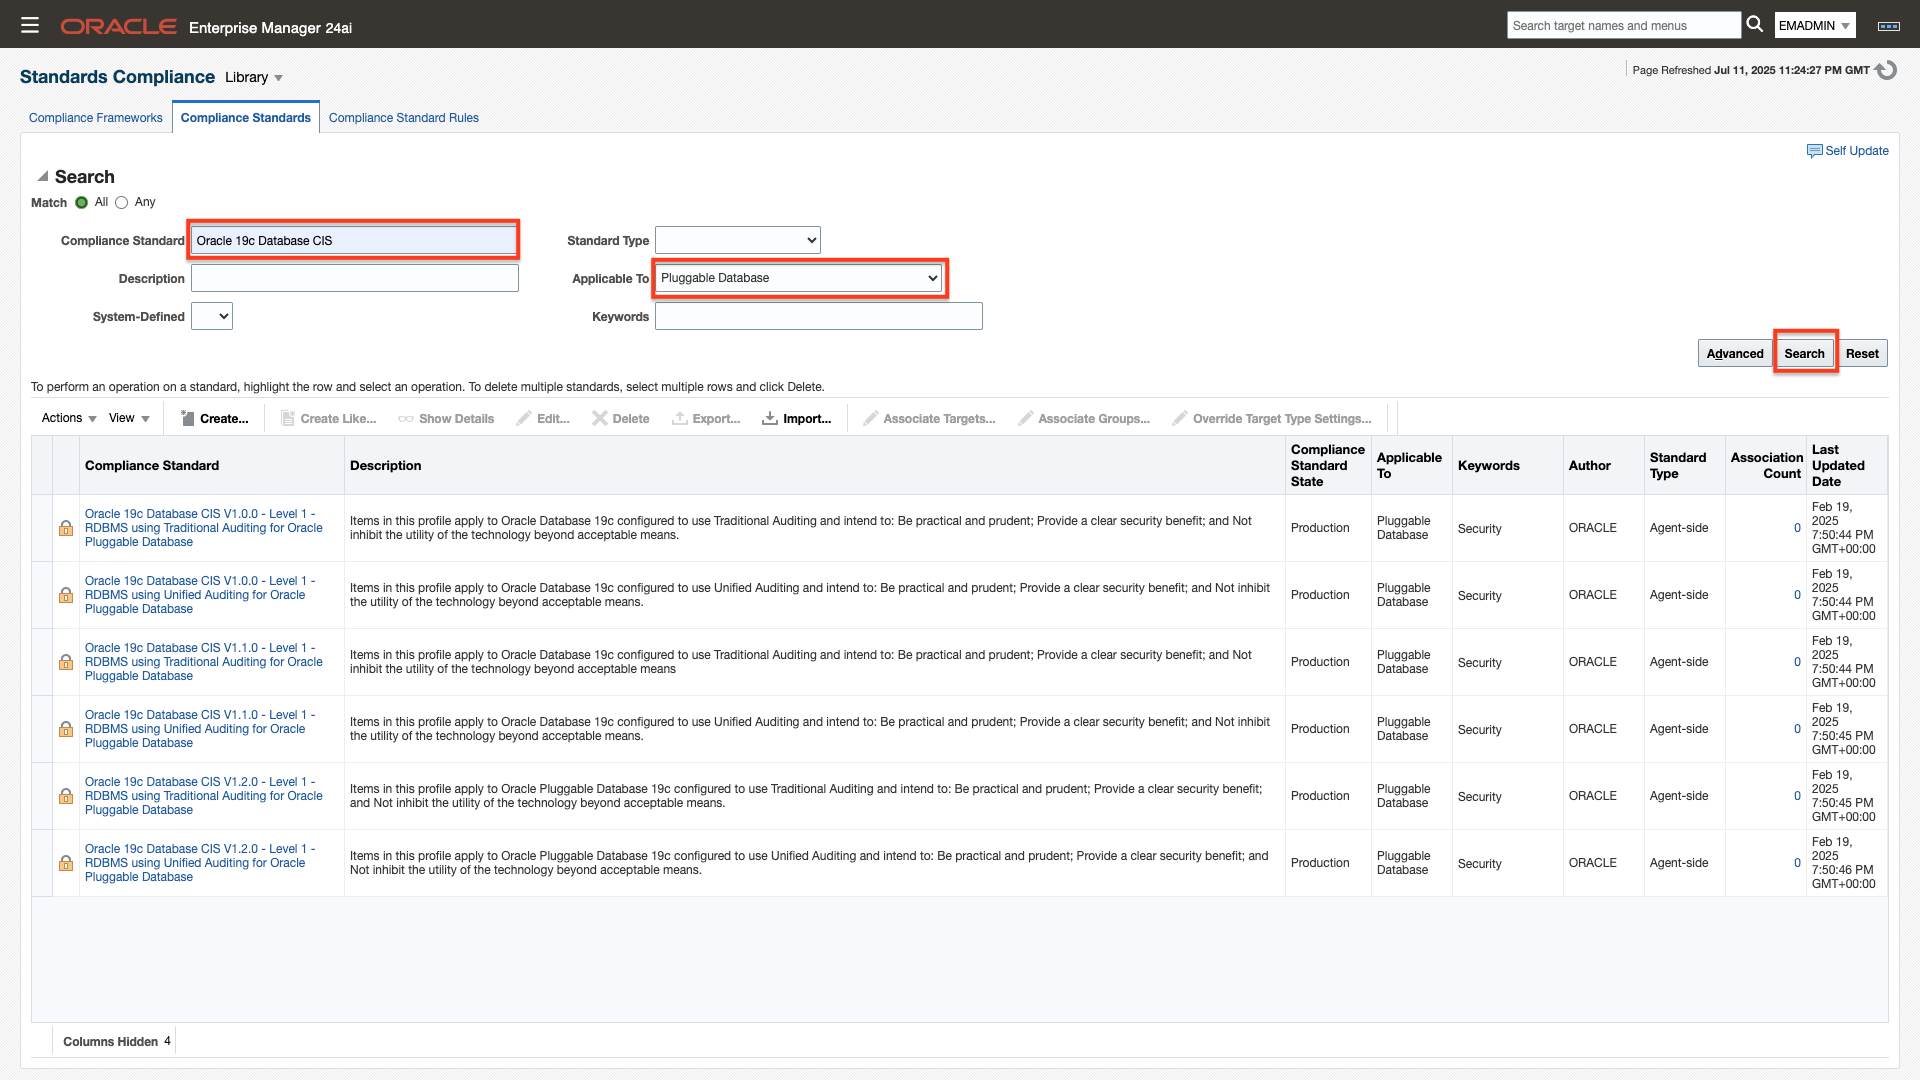 ORACLE Enterprise Manager 24ai
Search target names and menus
EMADMIN
Standards Compliance Library
Page Refreshed Jul 11, 2025 11:24:27 PM GMT
Compliance Frameworks Compliance Standards Compliance Standard Rules
Self Update
Search
Match All Any
Compliance Standard Oracle 19c Database CIS
Standard Type
Description
Applicable To Pluggable Database
System-Defined
Keywords
Advanced Search Reset
To perform an operation on a standard, highlight the row and select an operation. To delete multiple standards, select multiple rows and click Delete.
Actions View Create... Create Like... Show Details Edit... Delete Export... Import... Associate Targets... Associate Groups... Override Target Type Settings...
Compliance Standard
Description
Compliance
Standard
State
Applicable
To
Keywords
Author
Standard
Type
Association
Count
Last
Updated
Date
Oracle 19c Database CIS V1.0.0 - Level 1 -
RDBMS using Traditional Auditing for Oracle
Pluggable Database
Items in this profile apply to Oracle Database 19c configured to use Traditional Auditing and intend to: Be practical and prudent; Provide a clear security benefit; and Not
inhibit the utility of the technology beyond acceptable means.
Production
Pluggable
Database
Security
ORACLE
Agent-side
0
Feb 19,
2025
7:50:44 PM
GMT+00:00
Oracle 19c Database CIS V1.0.0 - Level 1 -
RDBMS using Unified Auditing for Oracle
Pluggable Database
Items in this profile apply to Oracle Database 19c configured to use Unified Auditing and intend to: Be practical and prudent; Provide a clear security benefit; and Not inhibit
the utility of the technology beyond acceptable means.
Production
Pluggable
Database
Security
ORACLE
Agent-side
0
Feb 19,
2025
7:50:44 PM
GMT+00:00
Oracle 19c Database CIS V1.1.0 - Level 1 -
RDBMS using Traditional Auditing for Oracle
Pluggable Database
Items in this profile apply to Oracle Database 19c configured to use Traditional Auditing and intend to: Be practical and prudent; Provide a clear security benefit; and Not
inhibit the utility of the technology beyond acceptable means
Production
Pluggable
Database
Security
ORACLE
Agent-side
0
Feb 19,
2025
7:50:44 PM
GMT+00:00
Oracle 19c Database CIS V1.1.0 - Level 1 -
RDBMS using Unified Auditing for Oracle
Pluggable Database
Items in this profile apply to Oracle Database 19c configured to use Unified Auditing and intend to: Be practical and prudent; Provide a clear security benefit; and Not inhibit
the utility of the technology beyond acceptable means.
Production
Pluggable
Database
Security
ORACLE
Agent-side
0
Feb 19,
2025
7:50:45 PM
GMT+00:00
Oracle 19c Database CIS V1.2.0 - Level 1 -
RDBMS using Traditional Auditing for Oracle
Pluggable Database
Items in this profile apply to Oracle Pluggable Database 19c configured to use Traditional Auditing and intend to: Be practical and prudent; Provide a clear security benefit;
and Not inhibit the utility of the technology beyond acceptable means.
Production
Pluggable
Database
Security
ORACLE
Agent-side
0
Feb 19,
2025
7:50:45 PM
GMT+00:00
Oracle 19c Database CIS V1.2.0 - Level 1 -
RDBMS using Unified Auditing for Oracle
Pluggable Database
Items in this profile apply to Oracle Pluggable Database 19c configured to use Unified Auditing and intend to: Be practical and prudent; Provide a clear security benefit; and
Not inhibit the utility of the technology beyond acceptable means.
Production
Pluggable
Database
Security
ORACLE
Agent-side
0
Feb 19,
2025
7:50:46 PM
GMT+00:00
Columns Hidden 4